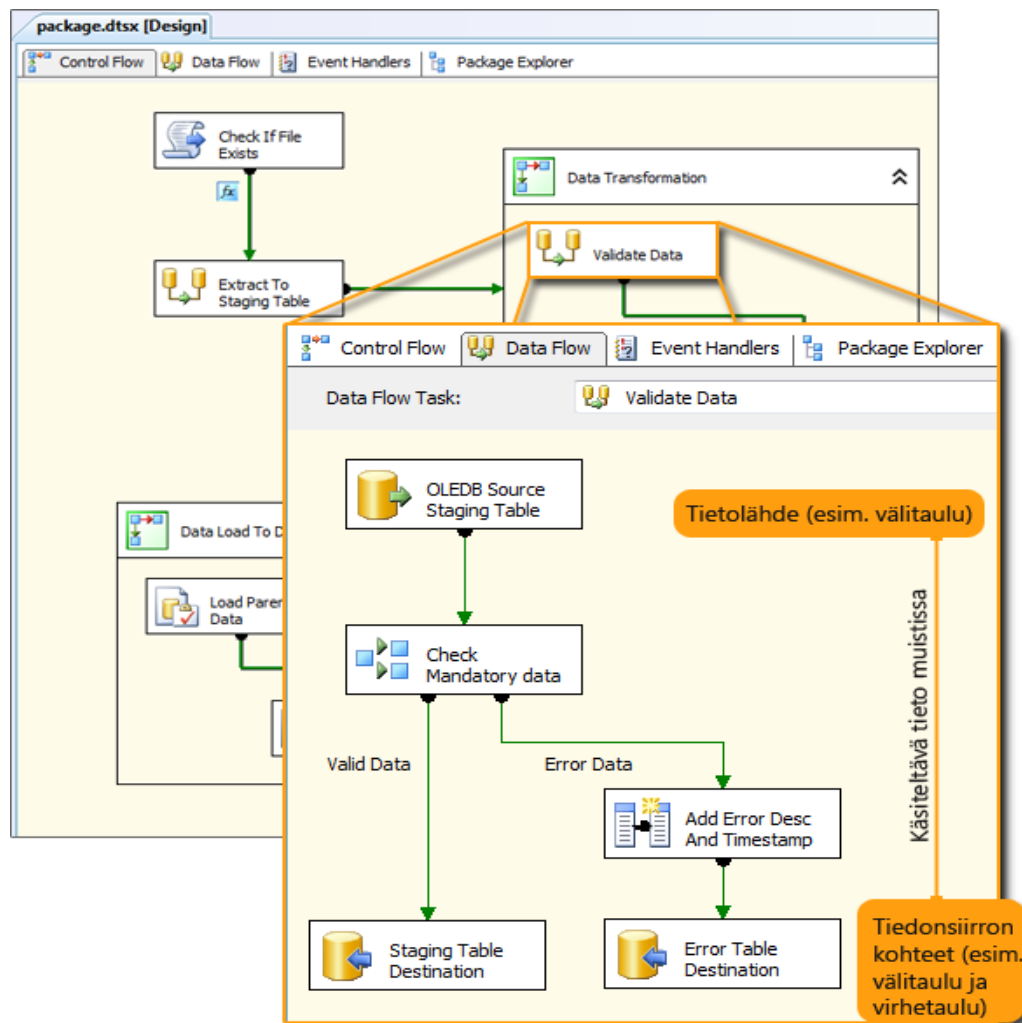 package.dtsx [Design]
Control Flow
Data Flow
Event Handlers
Package Explorer
Check If File
Exists
fx
Data Transformation
Validate Data
Extract To
Staging Table
Control Flow
Data Flow
Event Handlers
Package Explorer
Data Flow Task:
Validate Data
OLEDB Source
Staging Table
Tietolähde (esim. välitaulu)
Data Load To D
Load Paren
Data
Check
Mandatory data
Käsiteltävä tieto muistissa
Valid Data
Error Data
Add Error Desc
And Timestamp
Staging Table
Destination
Error Table
Destination
Tiedonsiirron
kohteet (esim.
välitaulu ja
virhetaulu)